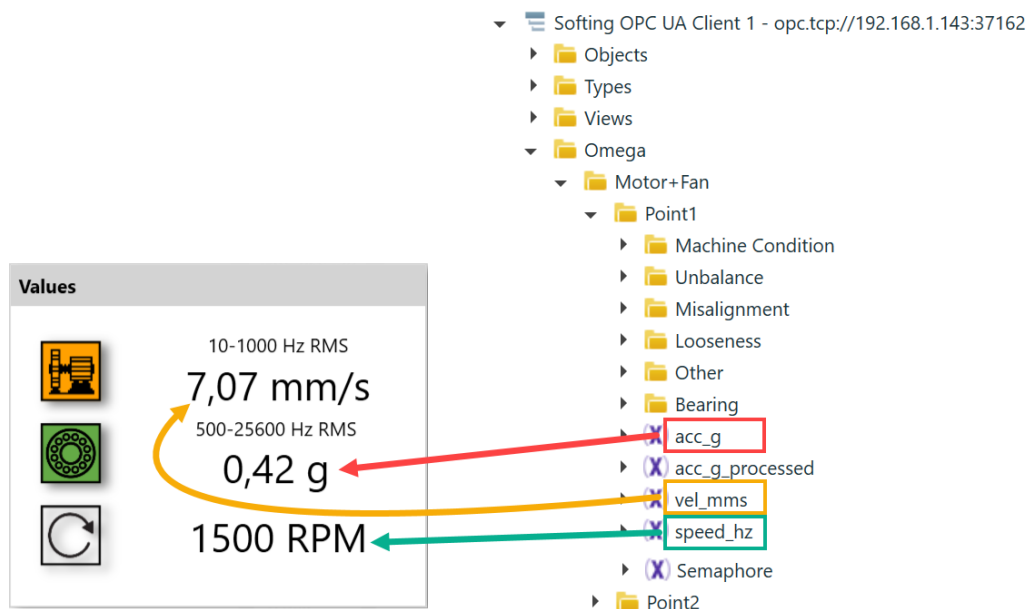 Softing OPC UA Client 1 - opc.tcp://192.168.1.143:37162
Objects
Types
Views
Omega
Motor+Fan
Point1
Machine Condition
Unbalance
Misalignment
Looseness
Other
Bearing
(X) acc_g
(X) acc_g_processed
(X) vel_mms
(X) speed_hz
(X) Semaphore
Point2
Values
10-1000 Hz RMS
7,07 mm/s
500-25600 Hz RMS
0,42 g
1500 RPM